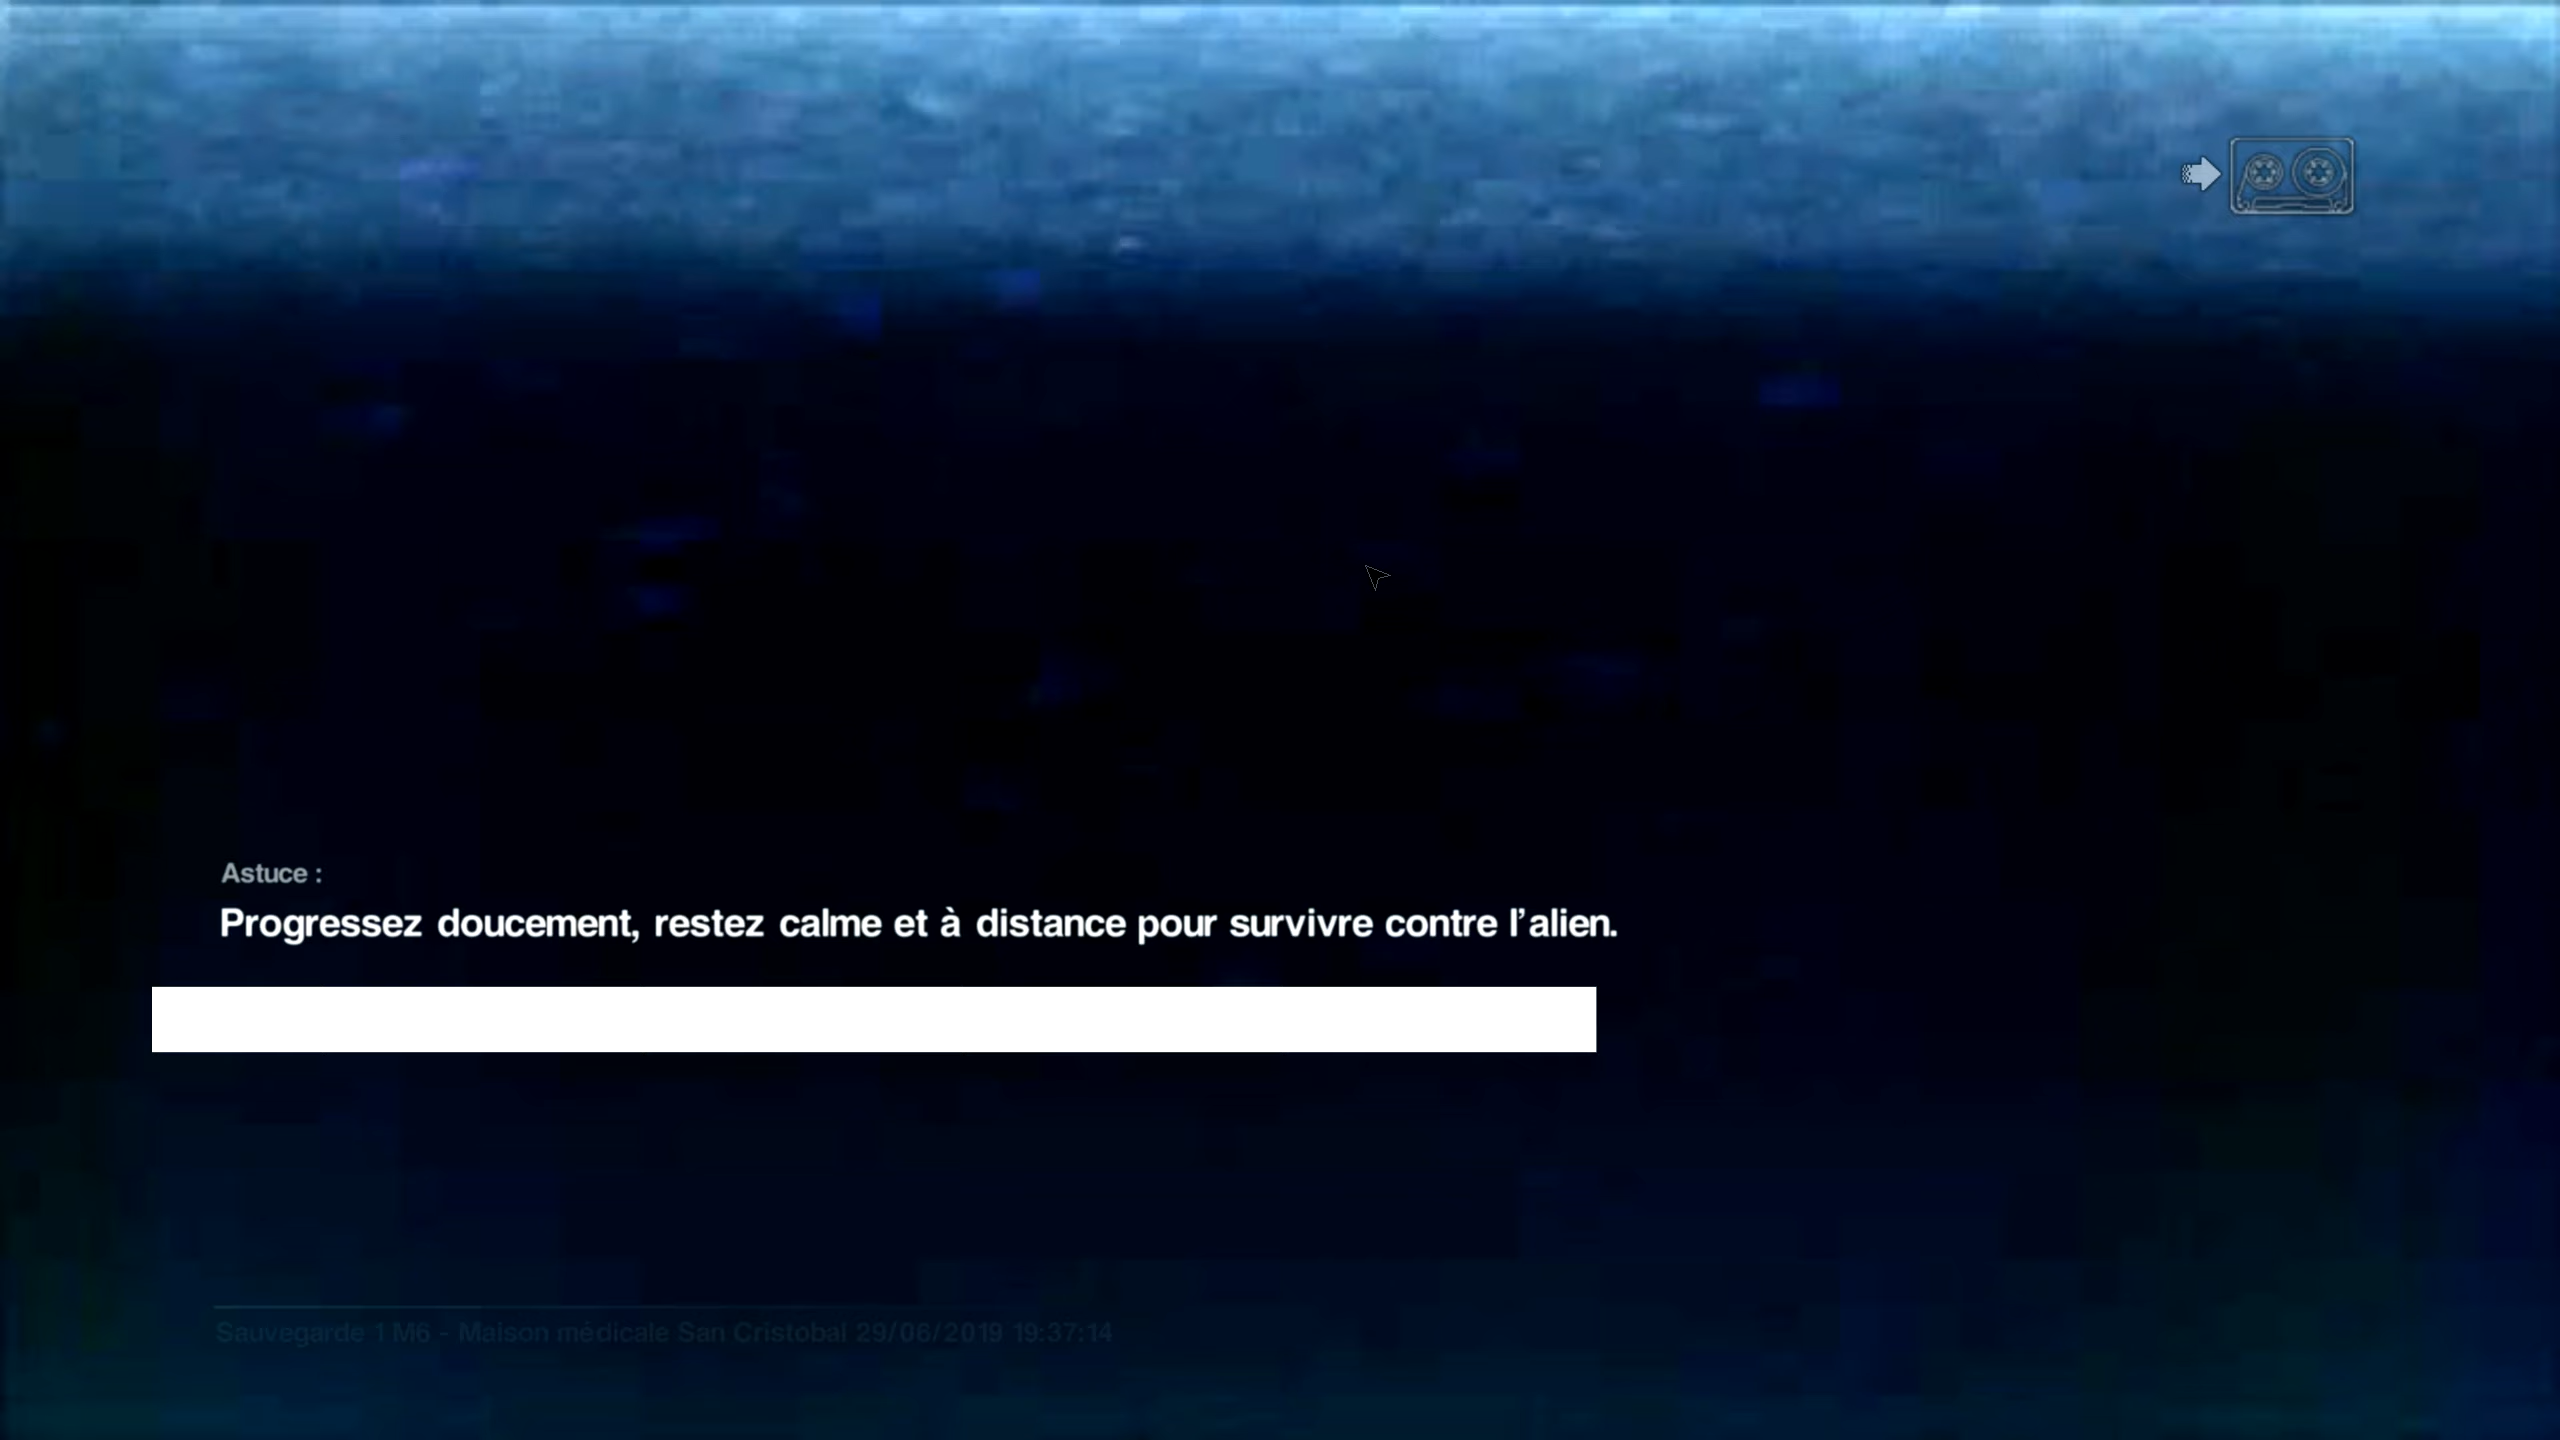 Astuce :
Progressez doucement, restez calme et à distance pour survivre contre l’alien.
Sauvegarde 1 M6 - Maison médicale San Cristobal 29/06/2019 19:37:14